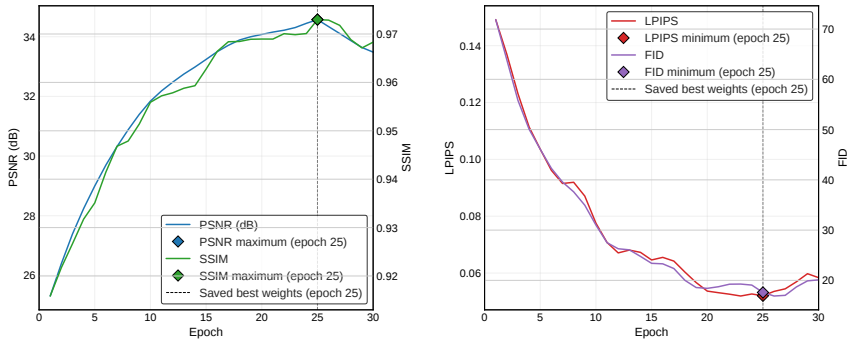 34
32
30
28
26
PSNR (dB)
0.97
0.96
0.95
0.94
0.93
0.92
SSIM
PSNR (dB)
PSNR maximum (epoch 25)
SSIM
SSIM maximum (epoch 25)
Saved best weights (epoch 25)
0 5 10 15 20 25 30
Epoch
0.14
0.12
0.10
0.08
0.06
LPIPS
70
60
50
40
30
20
FID
LPIPS
LPIPS minimum (epoch 25)
FID
FID minimum (epoch 25)
Saved best weights (epoch 25)
0 5 10 15 20 25 30
Epoch